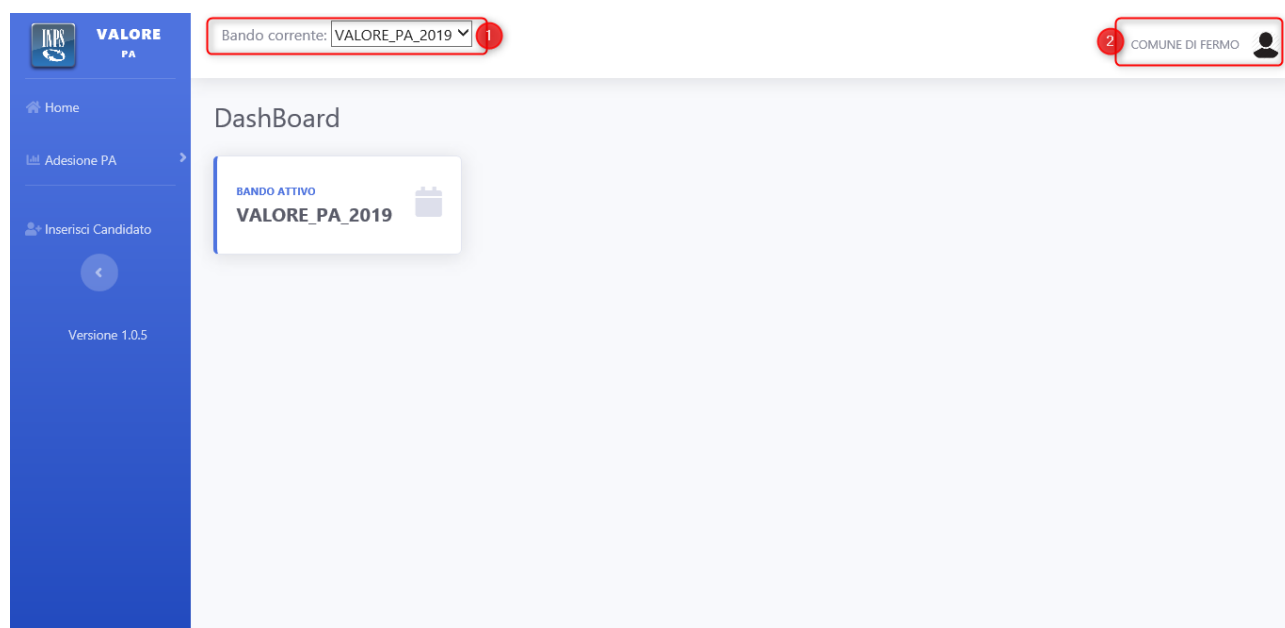 INPS
VALORE
PA
Bando corrente: VALORE_PA_2019
1
2
COMUNE DI FERMO
Home
Adesione PA
Inserisci Candidato
Versione 1.0.5
DashBoard
BANDO ATTIVO
VALORE_PA_2019